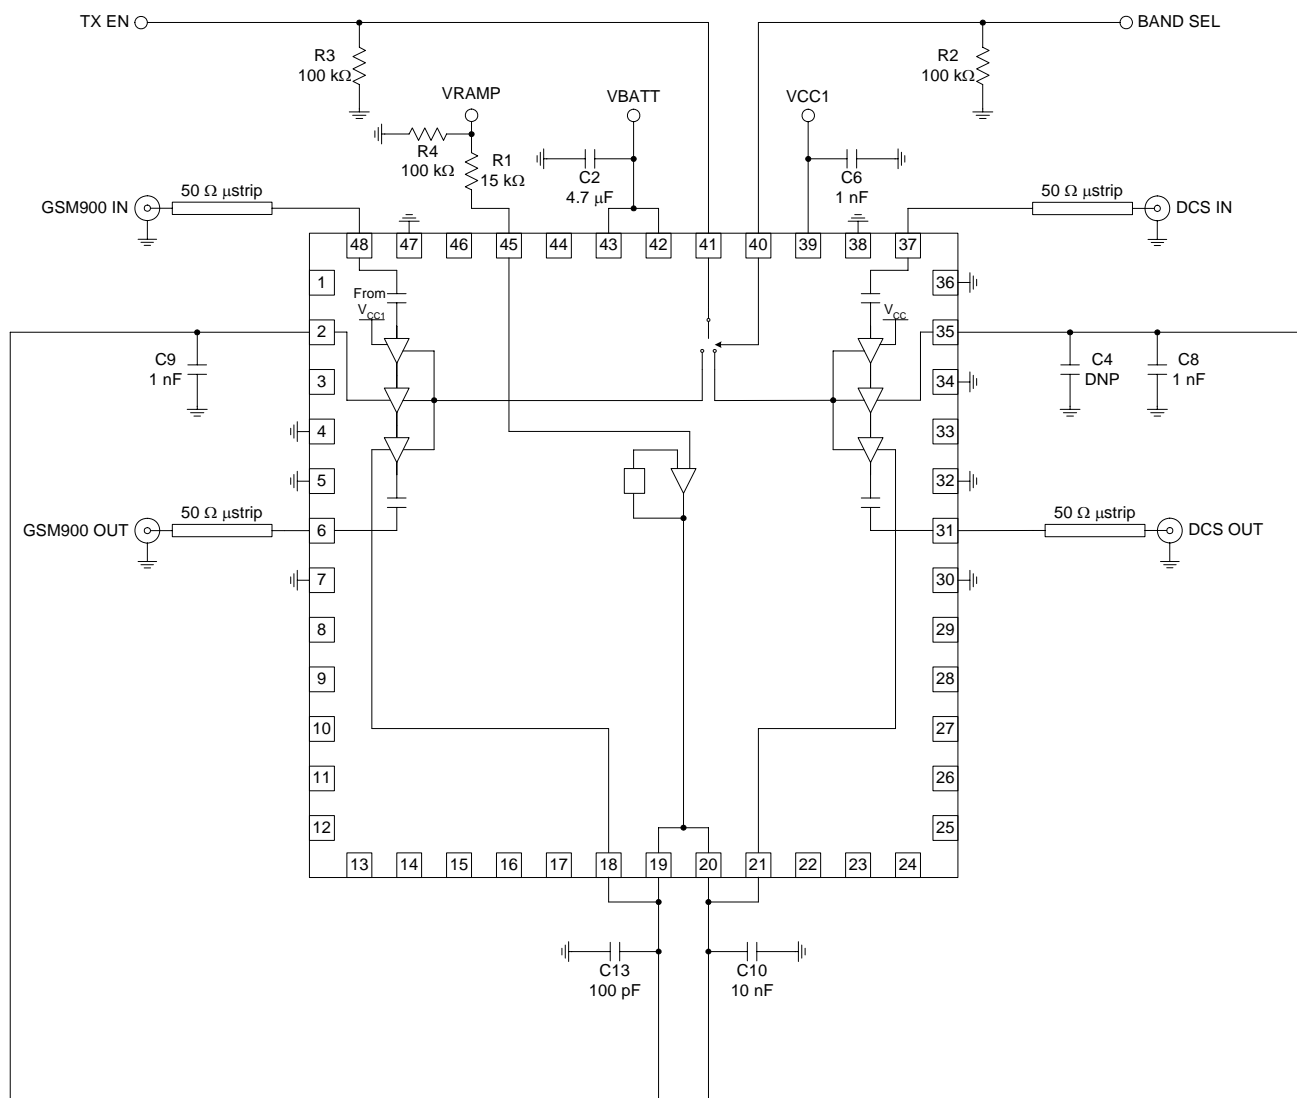 TX EN
BAND SEL
R3
100 kΩ
R2
100 kΩ
VRAMP
VBATT
VCC1
R4
100 kΩ
R1
15 kΩ
C2
4.7 μF
C6
1 nF
GSM900 IN
50 Ω μstrip
50 Ω μstrip
DCS IN
48
47
46
45
44
43
42
41
40
39
38
37
1
From
VCC1
VCC
36
2
35
C9
1 nF
C4
DNP
C8
1 nF
3
34
4
33
5
32
GSM900 OUT
50 Ω μstrip
6
31
50 Ω μstrip
DCS OUT
7
30
8
29
9
28
10
27
11
26
12
25
13
14
15
16
17
18
19
20
21
22
23
24
C13
100 pF
C10
10 nF